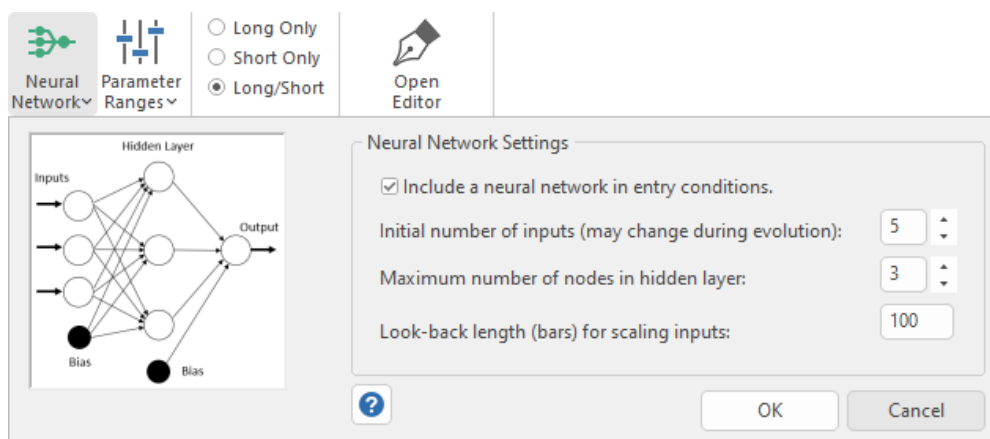 Neural
Network
Parameter
Ranges
Long Only
Short Only
Long/Short
Open
Editor
Hidden Layer
Inputs
Output
Bias
Bias
Neural Network Settings
Include a neural network in entry conditions.
Initial number of inputs (may change during evolution):
5
Maximum number of nodes in hidden layer:
3
Look-back length (bars) for scaling inputs:
100
?
OK
Cancel